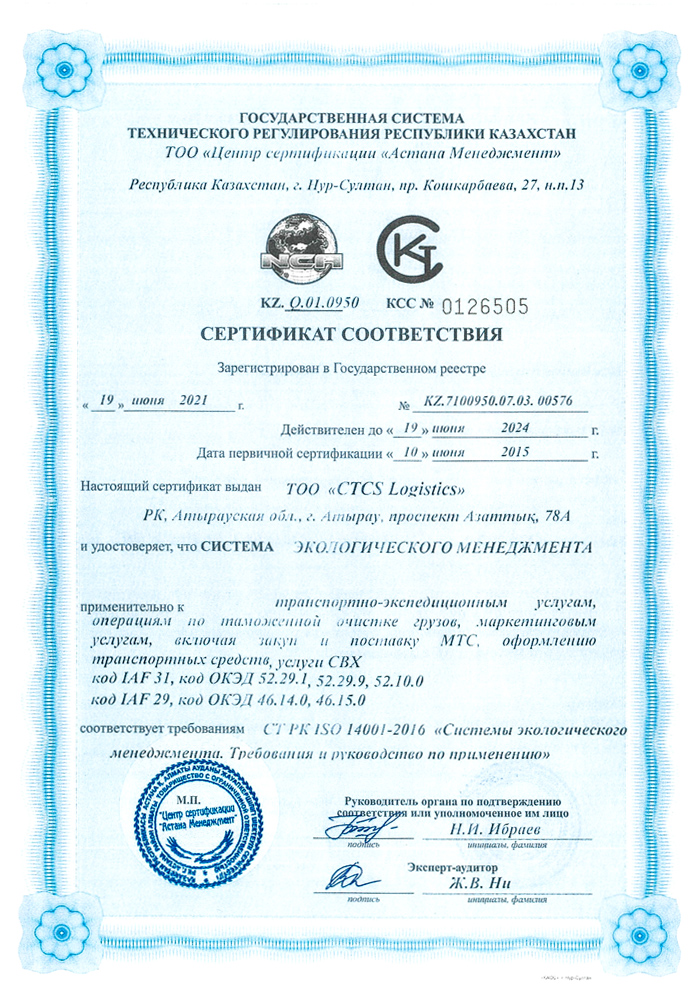 ГОСУДАРСТВЕННАЯ СИСТЕМА
ТЕХНИЧЕСКОГО РЕГУЛИРОВАНИЯ РЕСПУБЛИКИ КАЗАХСТАН
ТОО «Центр сертификации «Астана Менеджмент»
Республика Казахстан, г. Нур-Султан, пр. Кошкарбаева, 27, н.п.13
NCA
KZ. Q.01.0950 КСС № 0126505
СЕРТИФИКАТ СООТВЕТСТВИЯ
Зарегистрирован в Государственном реестре
« 19 » июня 2021 г. № KZ.7100950.07.03. 00576
Действителен до « 19 » июня 2024 г.
Дата первичной сертификации « 10 » июня 2015 г.
Настоящий сертификат выдан ТОО «CTCS Logistics»
РК, Атырауская обл., г. Атырау, проспект Азаттық, 78А
и удостоверяет, что СИСТЕМА ЭКОЛОГИЧЕСКОГО МЕНЕДЖМЕНТА
применительно к транспортно-экспедиционным услугам,
операциям по таможенной очистке грузов, маркетинговым
услугам, включая закуп и поставку МТС, оформлению
транспортных средств, услуги СВХ
код IAF 31, код ОКЭД 52.29.1, 52.29.9, 52.10.0
код IAF 29, код ОКЭД 46.14.0, 46.15.0
соответствует требованиям СТ РК ISO 14001-2016 «Системы экологического
менеджмента. Требования и руководство по применению»
М.П.
"Центр сертификации
"Астана Менеджмент"
Руководитель органа по подтверждению
соответствия или уполномоченное им лицо
Н.И. Ибраев
подпись инициалы, фамилия
Эксперт-аудитор
Ж.В. Ни
подпись инициалы, фамилия